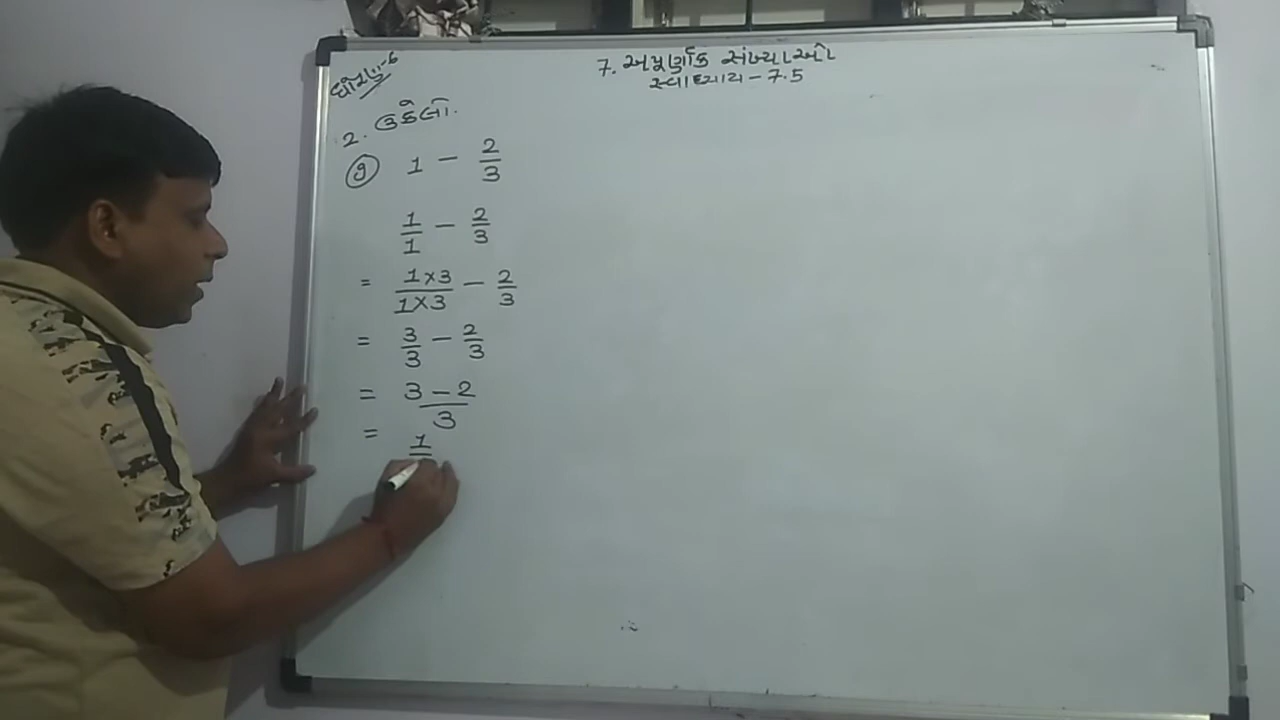 ધોરણ-6
7. અપૂર્ણાંક સંખ્યાઓ
સ્વાધ્યાય - 7.5
2. ઉકેલો.
1 - 2/3
1/1 - 2/3
= 1×3/1×3 - 2/3
= 3/3 - 2/3
= 3-2/3
= 1/